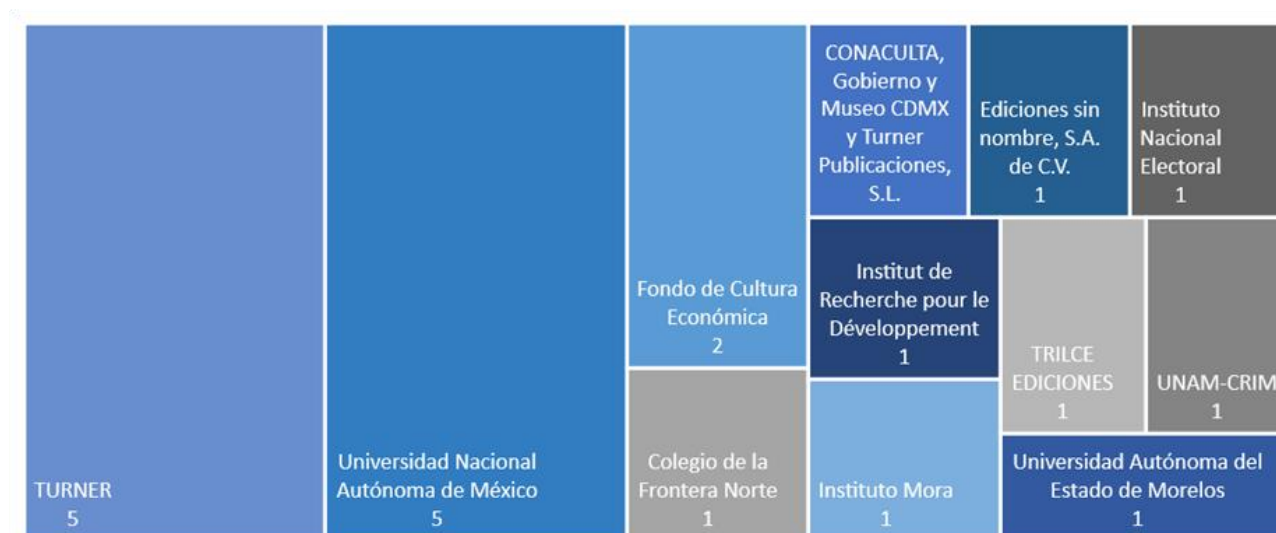 TURNER
5
Universidad Nacional
Autónoma de México
5
Fondo de Cultura
Económica
2
Colegio de la
Frontera Norte
1
CONACULTA,
Gobierno y
Museo CDMX
y Turner
Publicaciones,
S.L.
Ediciones sin
nombre, S.A.
de C.V.
1
Instituto
Nacional
Electoral
1
Institut de
Recherche pour le
Développement
1
Instituto Mora
1
TRILCE
EDICIONES
1
UNAM-CRIM
1
Universidad Autónoma del
Estado de Morelos
1